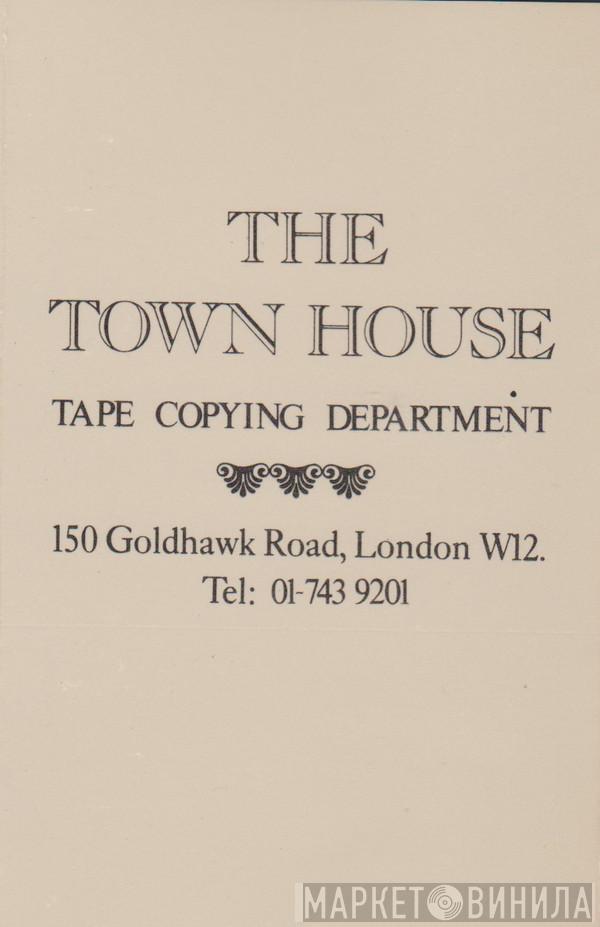 THE
TOWN HOUSE
TAPE COPYING DEPARTMENT
150 Goldhawk Road, London W12.
Tel: 01-743 9201
МАРКЕТ ВИНИЛА